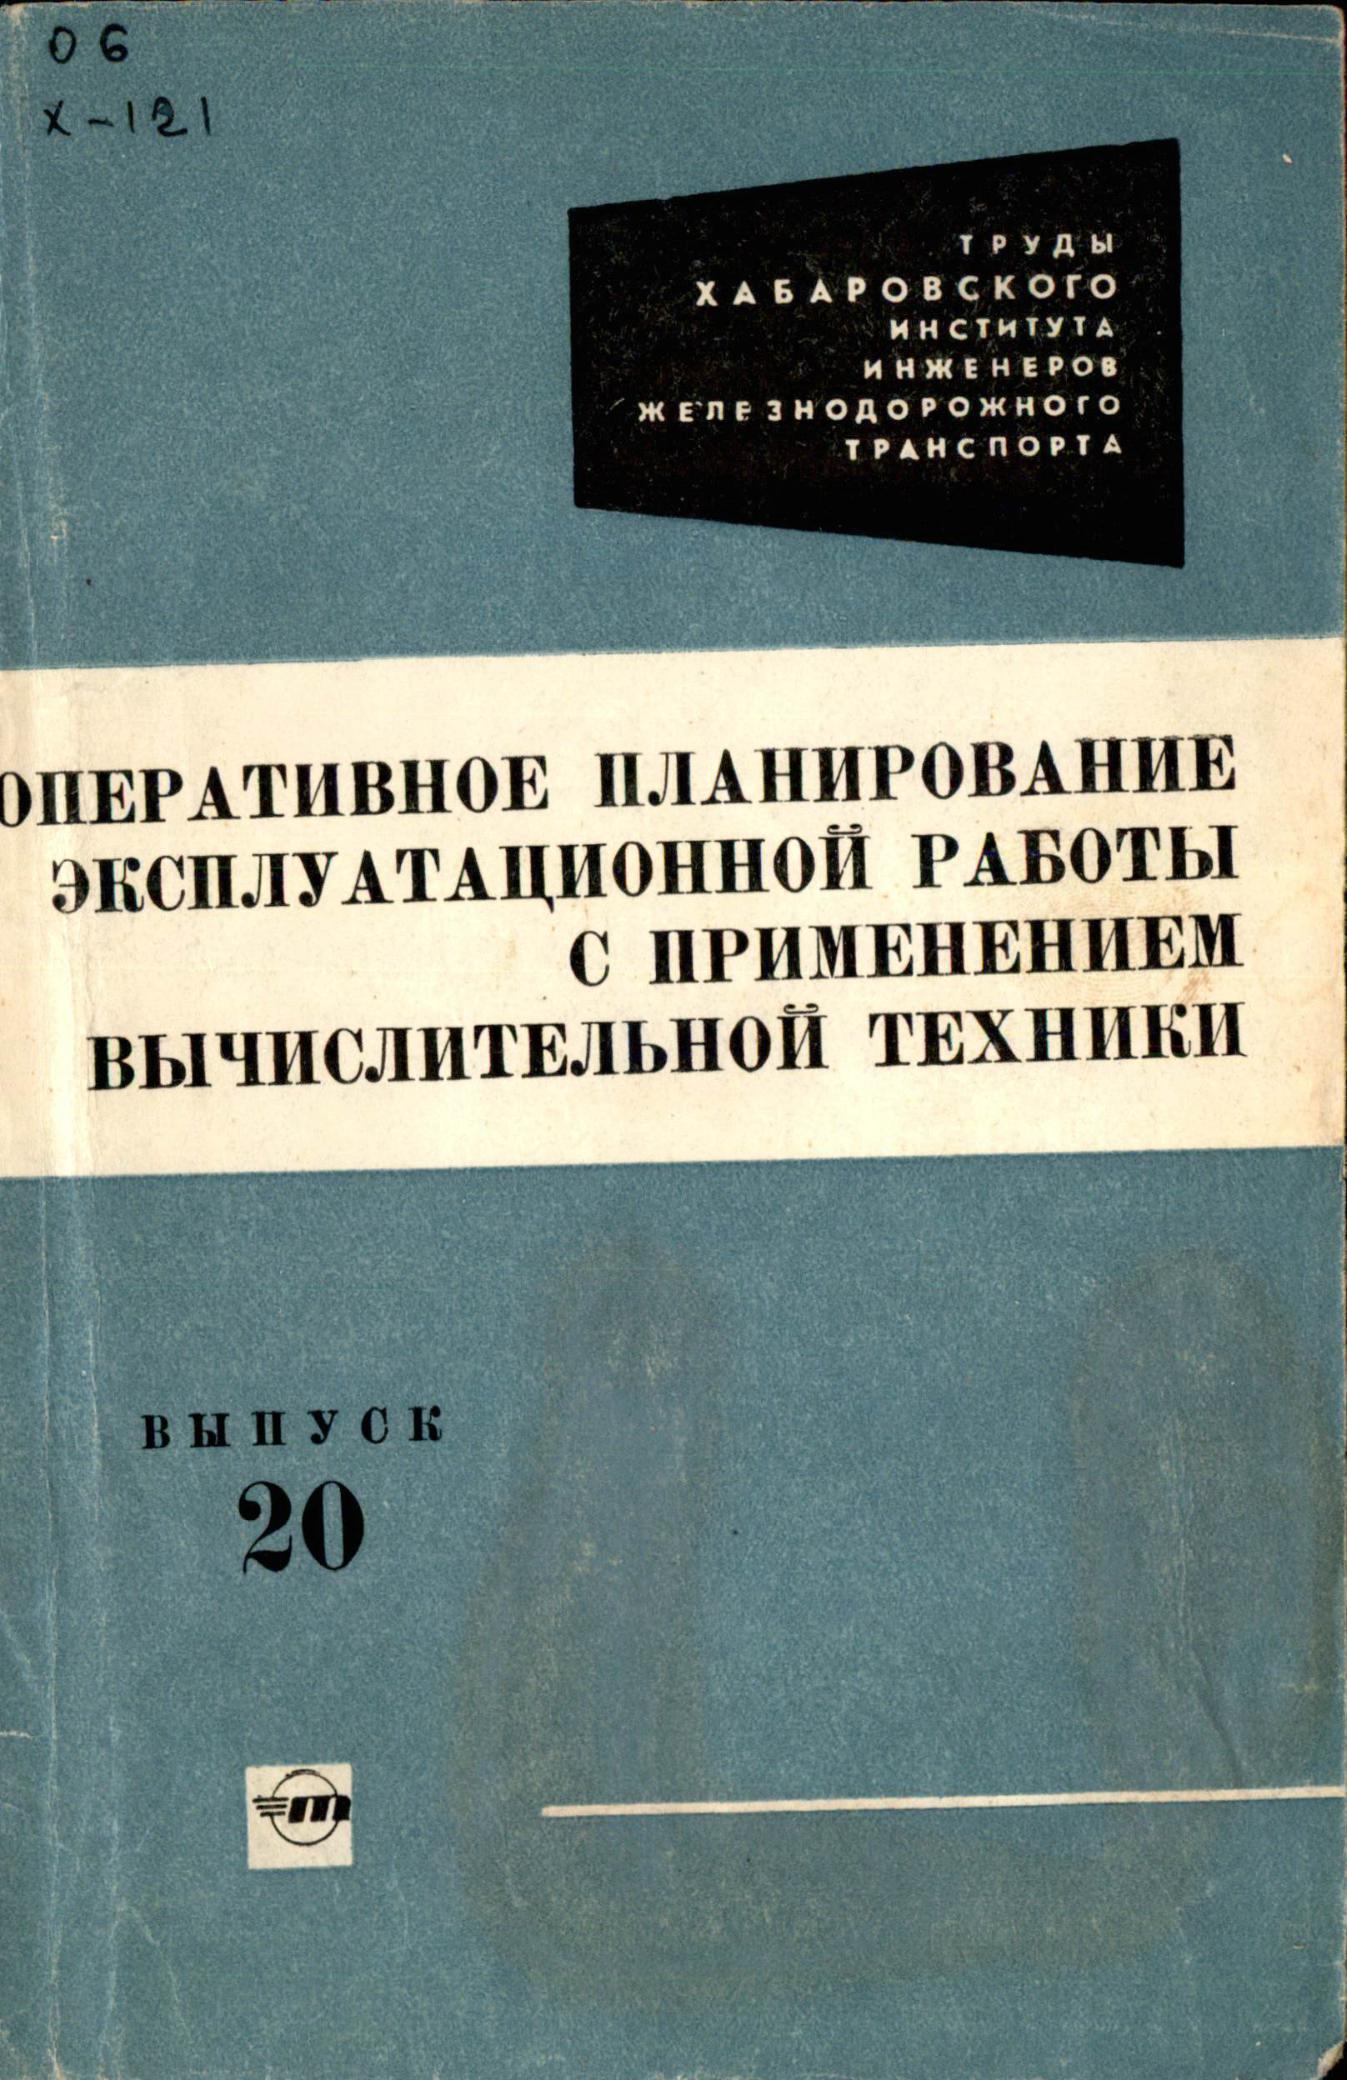 06
х-121
ТРУДЫ
ХАБАРОВСКОГО
ИНСТИТУТА
ИНЖЕНЕРОВ
ЖЕЛЕЗНОДОРОЖНОГО
ТРАНСПОРТА
ОПЕРАТИВНОЕ ПЛАНИРОВАНИЕ
ЭКСПЛУАТАЦИОННОЙ РАБОТЫ
С ПРИМЕНЕНИЕМ
ВЫЧИСЛИТЕЛЬНОЙ ТЕХНИКИ
ВЫПУСК
20
т